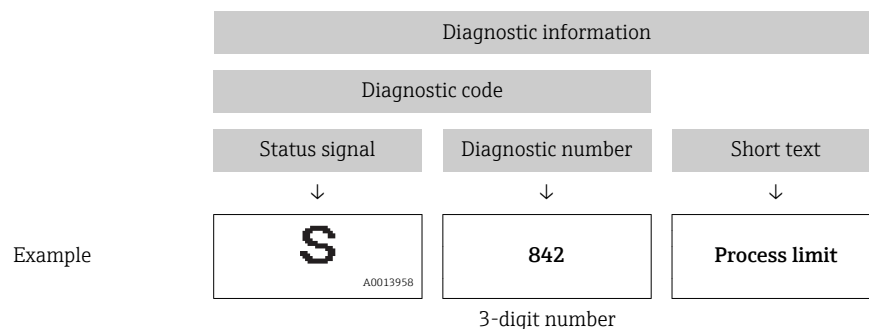 Diagnostic information
Diagnostic code
Status signal Diagnostic number Short text
↓ ↓ ↓
Example S 842 Process limit
A0013958
3-digit number